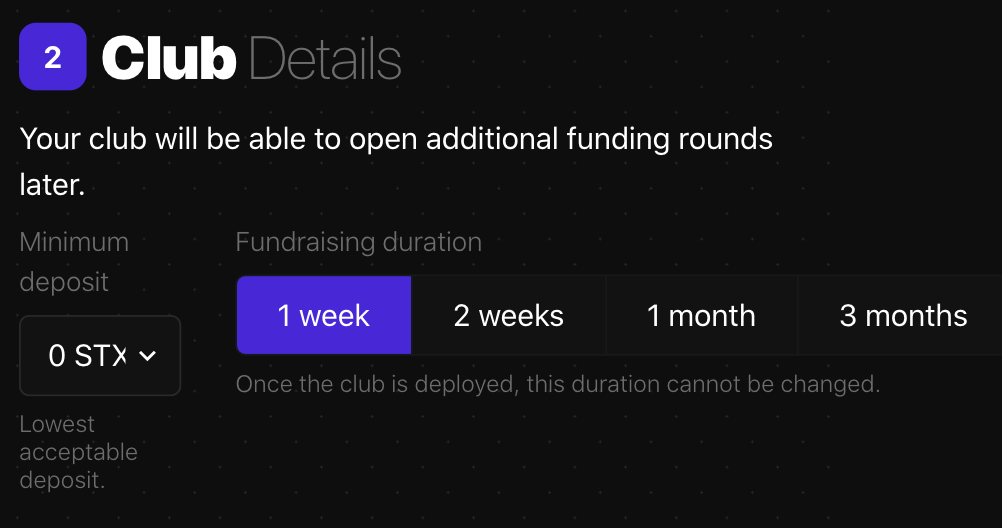 2
Club Details
Your club will be able to open additional funding rounds
later.
Minimum
deposit
0 STX
Lowest
acceptable
deposit.
Fundraising duration
1 week 2 weeks 1 month 3 months
Once the club is deployed, this duration cannot be changed.